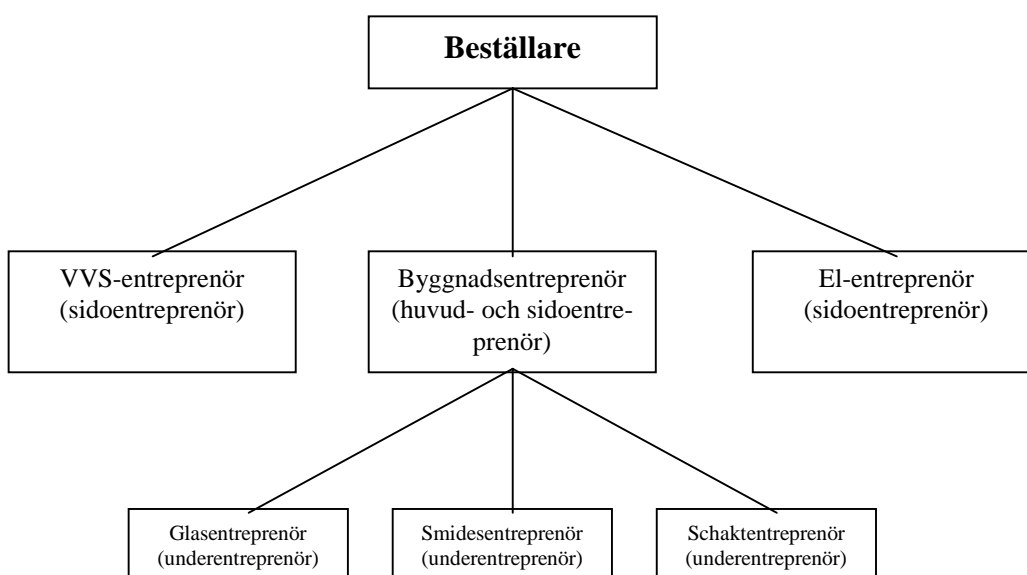 Beställare
VVS-entreprenör
(sidoentreprenör)
Byggnadsentreprenör
(huvud- och sidoentre-
prenör)
El-entreprenör
(sidoentreprenör)
Glasentreprenör
(underentreprenör)
Smidesentreprenör
(underentreprenör)
Schaktentreprenör
(underentreprenör)